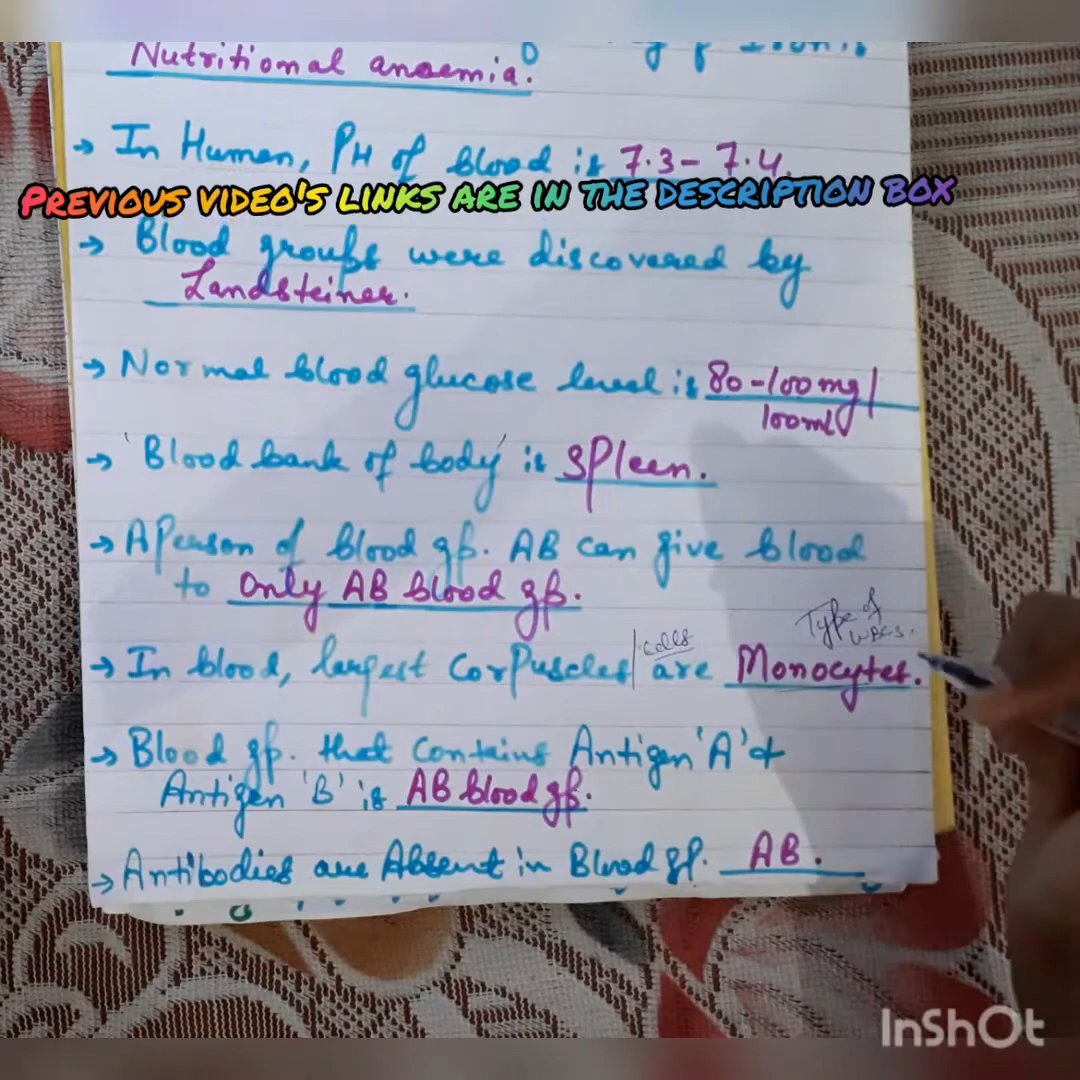 Nutritional anaemia.
→ In Human, PH of blood is 7.3 - 7.4.
PREVIOUS VIDEO'S LINKS ARE IN THE DESCRIPTION BOX
→ Blood groups were discovered by
Landsteiner.
→ Normal blood glucose level is 80-100mg/
100ml
→ 'Blood bank of body' is Spleen.
→ A Person of blood gp. AB can give blood
to only AB blood gp.
Type of
WBCs.
→ In blood, largest Corpuscles/cells are Monocytes.
→ Blood gp. that contains Antigen 'A' &
Antigen 'B' is AB blood gp.
→ Antibodies are Absent in Blood gp. AB.
InShOt